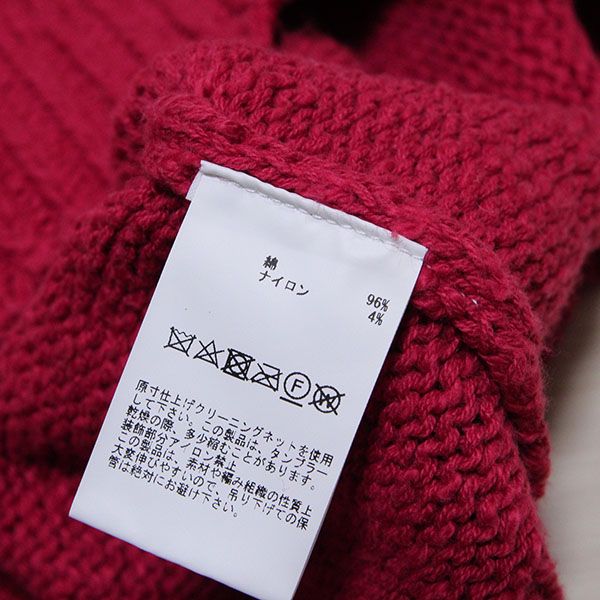 綿 96%
ナイロン 4%
F W
原寸仕上げクリーニングネットを使用
して下さい。この製品は、タンブラー
乾燥の際、多少縮むことがあります。
装飾部分アイロン禁止
この製品は、素材や編み組織の性質上
大変伸びやすいので、吊り下げての保
管は絶対にお避け下さい。